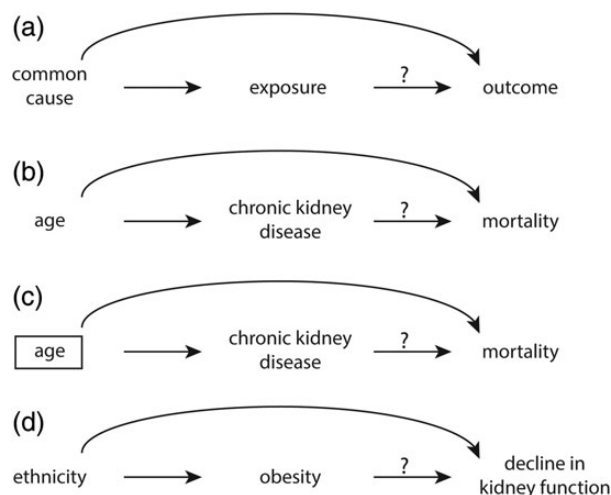 (a)
common
cause
exposure
?
outcome
(b)
age
chronic kidney
disease
?
mortality
(c)
age
chronic kidney
disease
?
mortality
(d)
ethnicity
obesity
?
decline in
kidney function